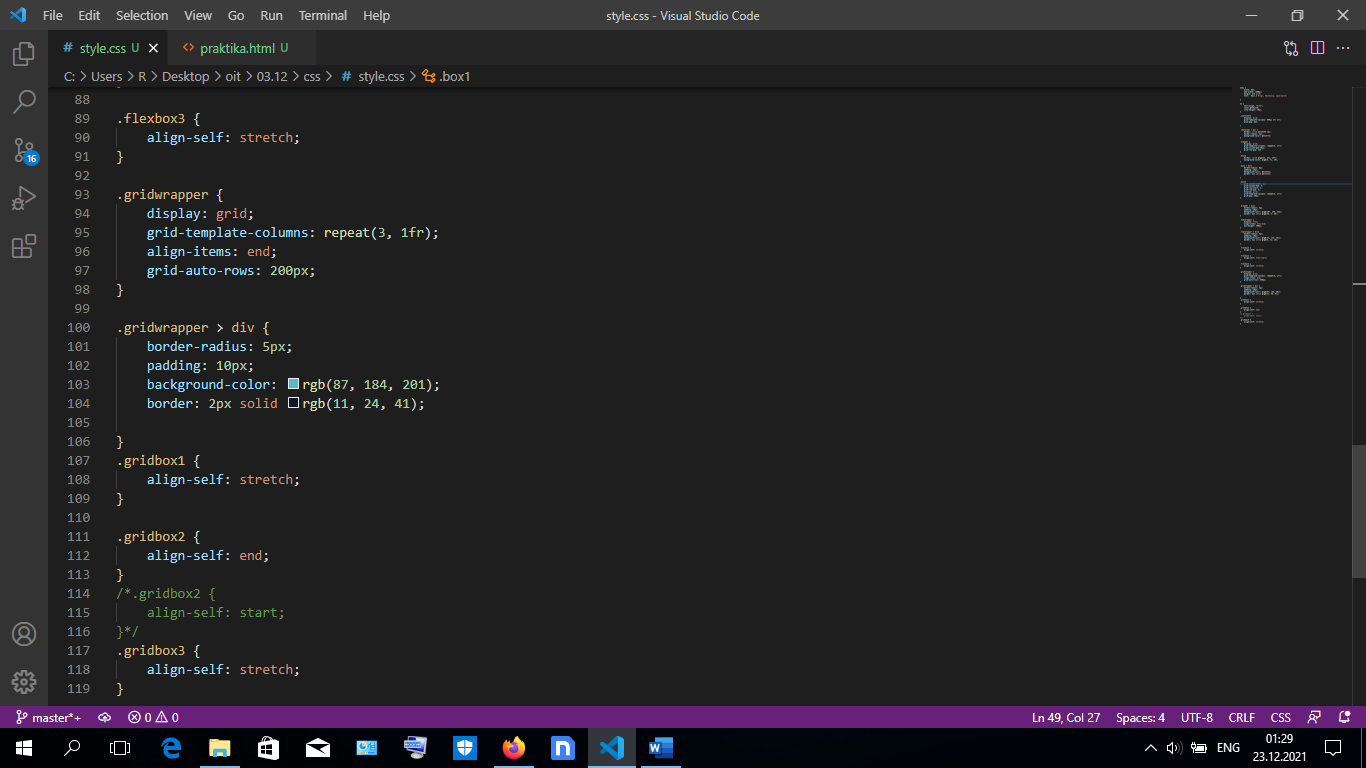 File Edit Selection View Go Run Terminal Help style.css - Visual Studio Code
# style.css U praktika.html U
C: > Users > R > Desktop > oit > 03.12 > css > # style.css > .box1
88
89 .flexbox3 {
90 align-self: stretch;
91 }
92
93 .gridwrapper {
94 display: grid;
95 grid-template-columns: repeat(3, 1fr);
96 align-items: end;
97 grid-auto-rows: 200px;
98 }
99
100 .gridwrapper > div {
101 border-radius: 5px;
102 padding: 10px;
103 background-color: rgb(87, 184, 201);
104 border: 2px solid rgb(11, 24, 41);
105
106 }
107 .gridbox1 {
108 align-self: stretch;
109 }
110
111 .gridbox2 {
112 align-self: end;
113 }
114 /*.gridbox2 {
115 align-self: start;
116 }*/
117 .gridbox3 {
118 align-self: stretch;
119 }
16
master*+ 0 0 Ln 49, Col 27 Spaces: 4 UTF-8 CRLF CSS
ENG 01:29
23.12.2021